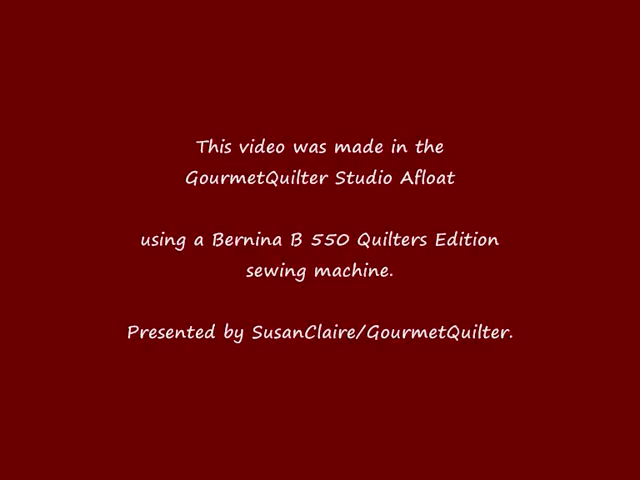 This video was made in the
GourmetQuilter Studio Afloat
using a Bernina B 550 Quilters Edition
sewing machine.
Presented by SusanClaire/GourmetQuilter.